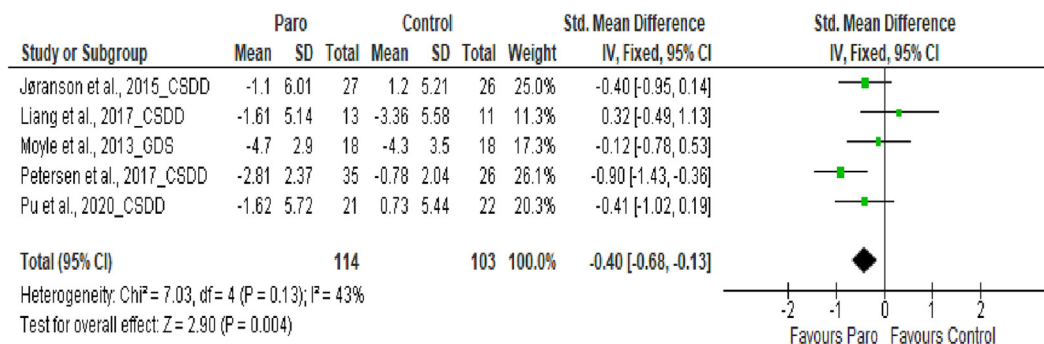 Paro Control Std. Mean Difference Std. Mean Difference
Study or Subgroup Mean SD Total Mean SD Total Weight IV, Fixed, 95% CI IV, Fixed, 95% CI
Jøranson et al., 2015_CSDD -1.1 6.01 27 1.2 5.21 26 25.0% -0.40 [-0.95, 0.14]
Liang et al., 2017_CSDD -1.61 5.14 13 -3.36 5.58 11 11.3% 0.32 [-0.49, 1.13]
Moyle et al., 2013_GDS -4.7 2.9 18 -4.3 3.5 18 17.3% -0.12 [-0.78, 0.53]
Petersen et al., 2017_CSDD -2.81 2.37 35 -0.78 2.04 26 26.1% -0.90 [-1.43, -0.36]
Pu et al., 2020_CSDD -1.62 5.72 21 0.73 5.44 22 20.3% -0.41 [-1.02, 0.19]
Total (95% CI) 114 103 100.0% -0.40 [-0.68, -0.13]
Heterogeneity: Chi² = 7.03, df = 4 (P = 0.13); I² = 43%
Test for overall effect: Z = 2.90 (P = 0.004)
-2 -1 0 1 2
Favours Paro Favours Control